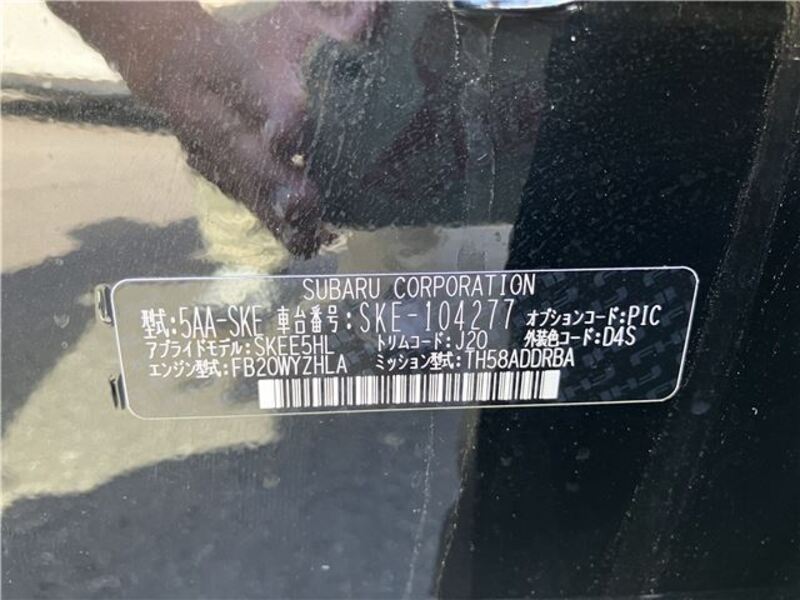 SUBARU CORPORATION
型式:5AA-SKE 車台番号:SKE-104277 オプションコード:PIC
アプライドモデル:SKEE5HL トリムコード:J20 外装色コード:D4S
エンジン型式:FB20WYZHLA ミッション型式:TH58ADDRBA